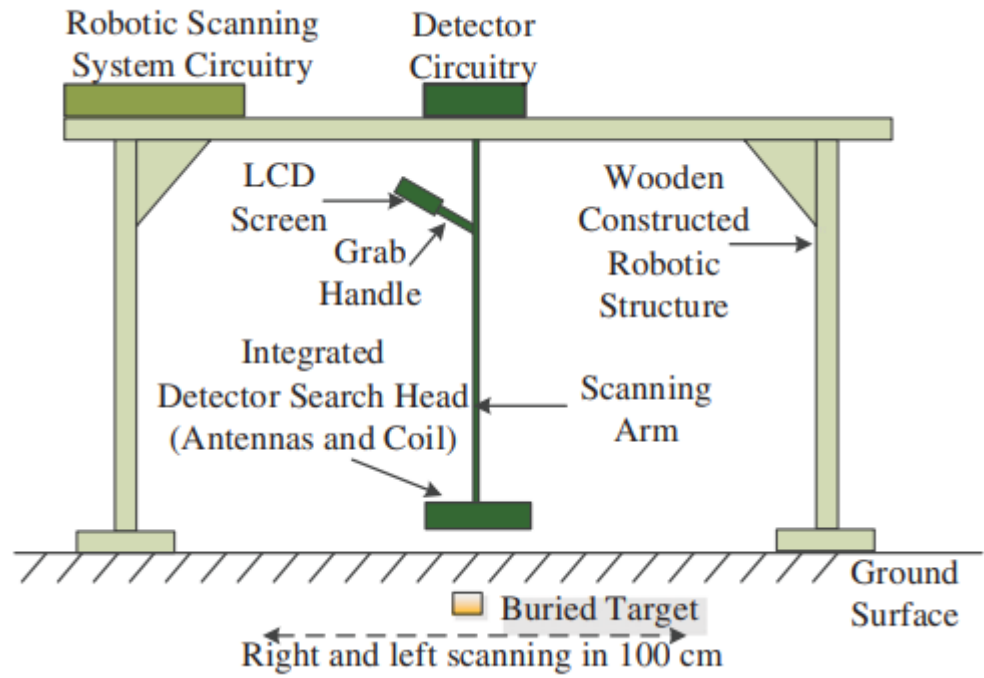 Robotic Scanning
System Circuitry
Detector
Circuitry
LCD
Screen
Grab
Handle
Wooden
Constructed
Robotic
Structure
Integrated
Detector Search Head
(Antennas and Coil)
Scanning
Arm
Ground
Surface
Buried Target
Right and left scanning in 100 cm